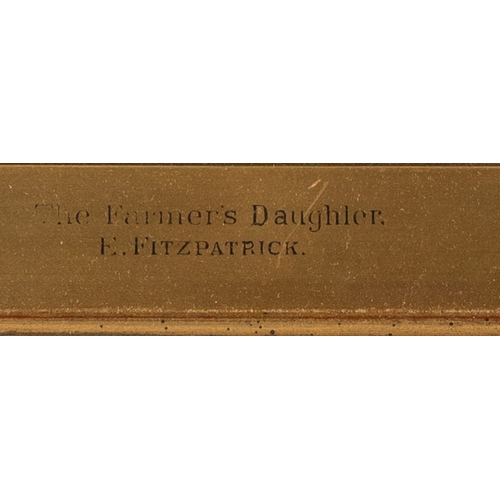 The Farmer's Daughter.
E. FITZPATRICK.